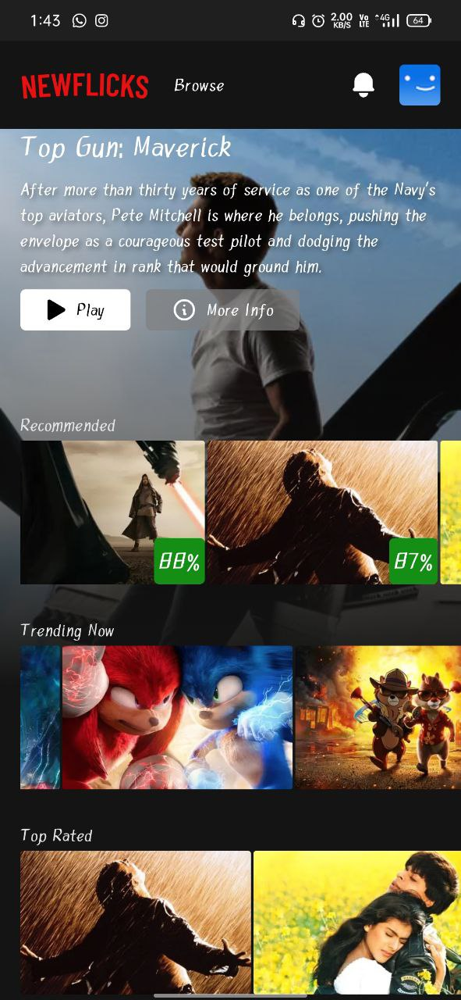 1:43
2.00
KB/S
Vo
LTE
4G
64
NEWFLICKS
Browse
Top Gun: Maverick
After more than thirty years of service as one of the Navy's
top aviators, Pete Mitchell is where he belongs, pushing the
envelope as a courageous test pilot and dodging the
advancement in rank that would ground him.
Play
More Info
Recommended
88%
87%
Trending Now
Top Rated